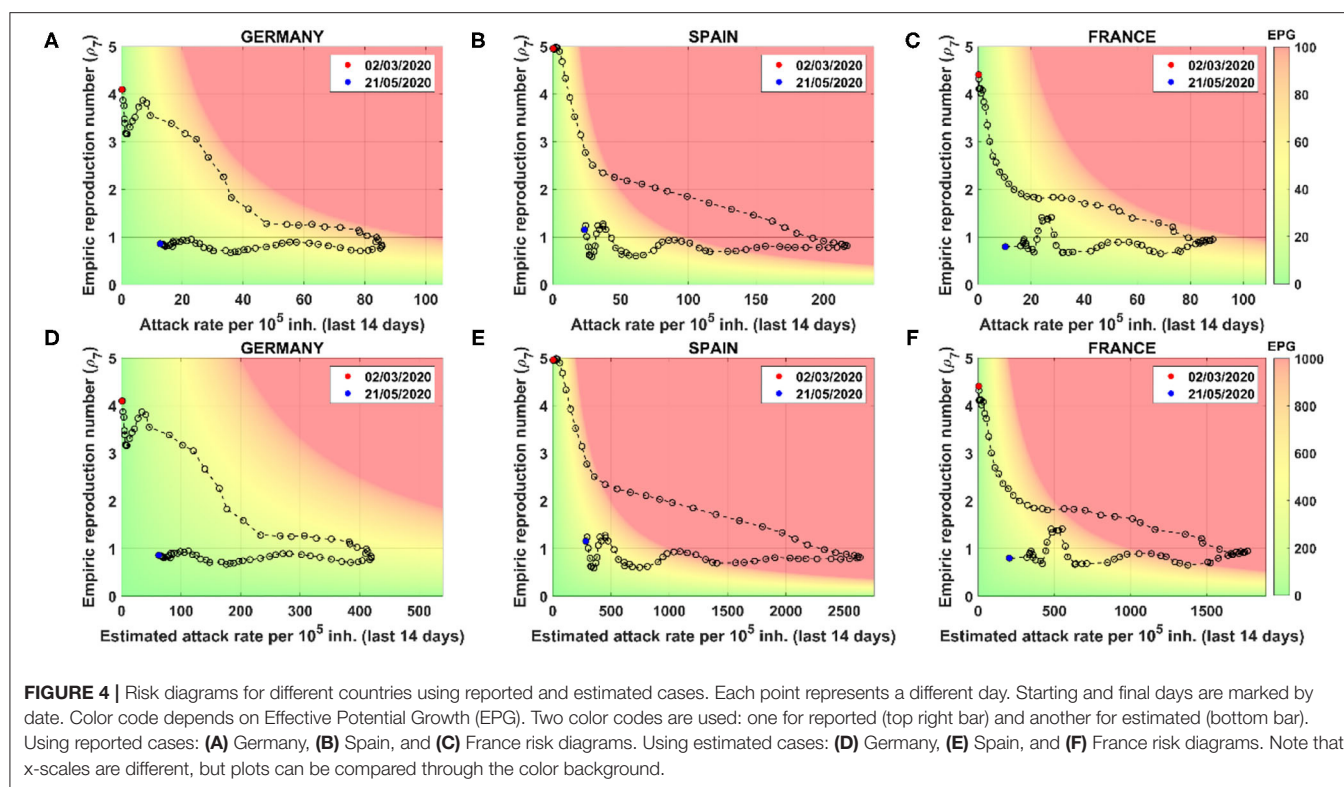 A
GERMANY
Empiric reproduction number (ρ7)
5
4
3
2
1
0
02/03/2020
21/05/2020
0 20 40 60 80 100
Attack rate per 10^5 inh. (last 14 days)
B
SPAIN
Empiric reproduction number (ρ7)
5
4
3
2
1
0
02/03/2020
21/05/2020
0 50 100 150 200
Attack rate per 10^5 inh. (last 14 days)
C
FRANCE
Empiric reproduction number (ρ7)
5
4
3
2
1
0
02/03/2020
21/05/2020
0 20 40 60 80 100
Attack rate per 10^5 inh. (last 14 days)
EPG
100
80
60
40
20
0
D
GERMANY
Empiric reproduction number (ρ7)
5
4
3
2
1
0
02/03/2020
21/05/2020
0 100 200 300 400 500
Estimated attack rate per 10^5 inh. (last 14 days)
E
SPAIN
Empiric reproduction number (ρ7)
5
4
3
2
1
0
02/03/2020
21/05/2020
0 500 1000 1500 2000 2500
Estimated attack rate per 10^5 inh. (last 14 days)
F
FRANCE
Empiric reproduction number (ρ7)
5
4
3
2
1
0
02/03/2020
21/05/2020
0 500 1000 1500
Estimated attack rate per 10^5 inh. (last 14 days)
EPG
1000
800
600
400
200
0
FIGURE 4 | Risk diagrams for different countries using reported and estimated cases. Each point represents a different day. Starting and final days are marked by
date. Color code depends on Effective Potential Growth (EPG). Two color codes are used: one for reported (top right bar) and another for estimated (bottom bar).
Using reported cases: (A) Germany, (B) Spain, and (C) France risk diagrams. Using estimated cases: (D) Germany, (E) Spain, and (F) France risk diagrams. Note that
x-scales are different, but plots can be compared through the color background.